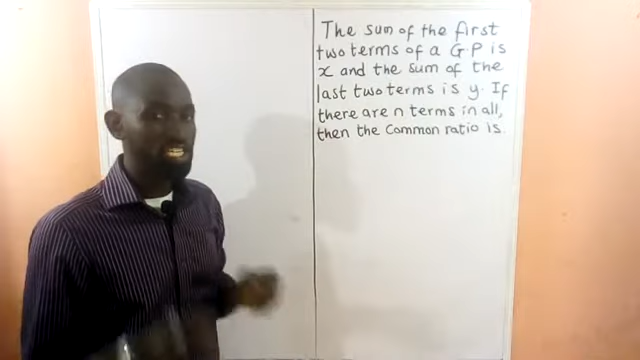 The sum of the first
two terms of a G.P is
x and the sum of the
last two terms is y. If
there are n terms in all,
then the Common ratio is.